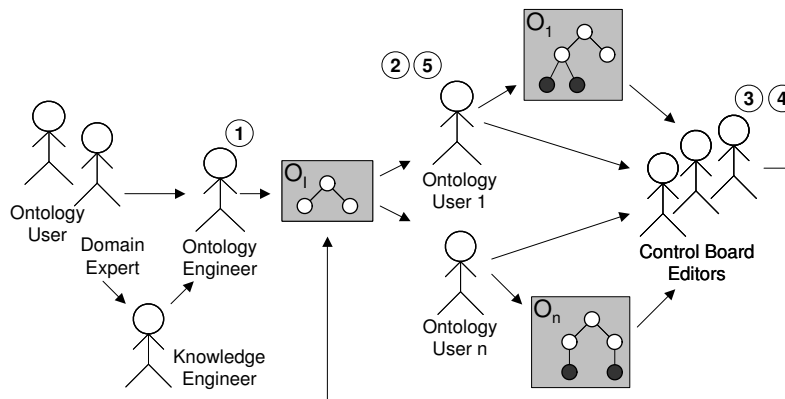 O1
2 5
3 4
1
OI
Ontology
User
Domain
Expert
Ontology
Engineer
Ontology
User 1
Control Board
Editors
Ontology
User n
On
Knowledge
Engineer